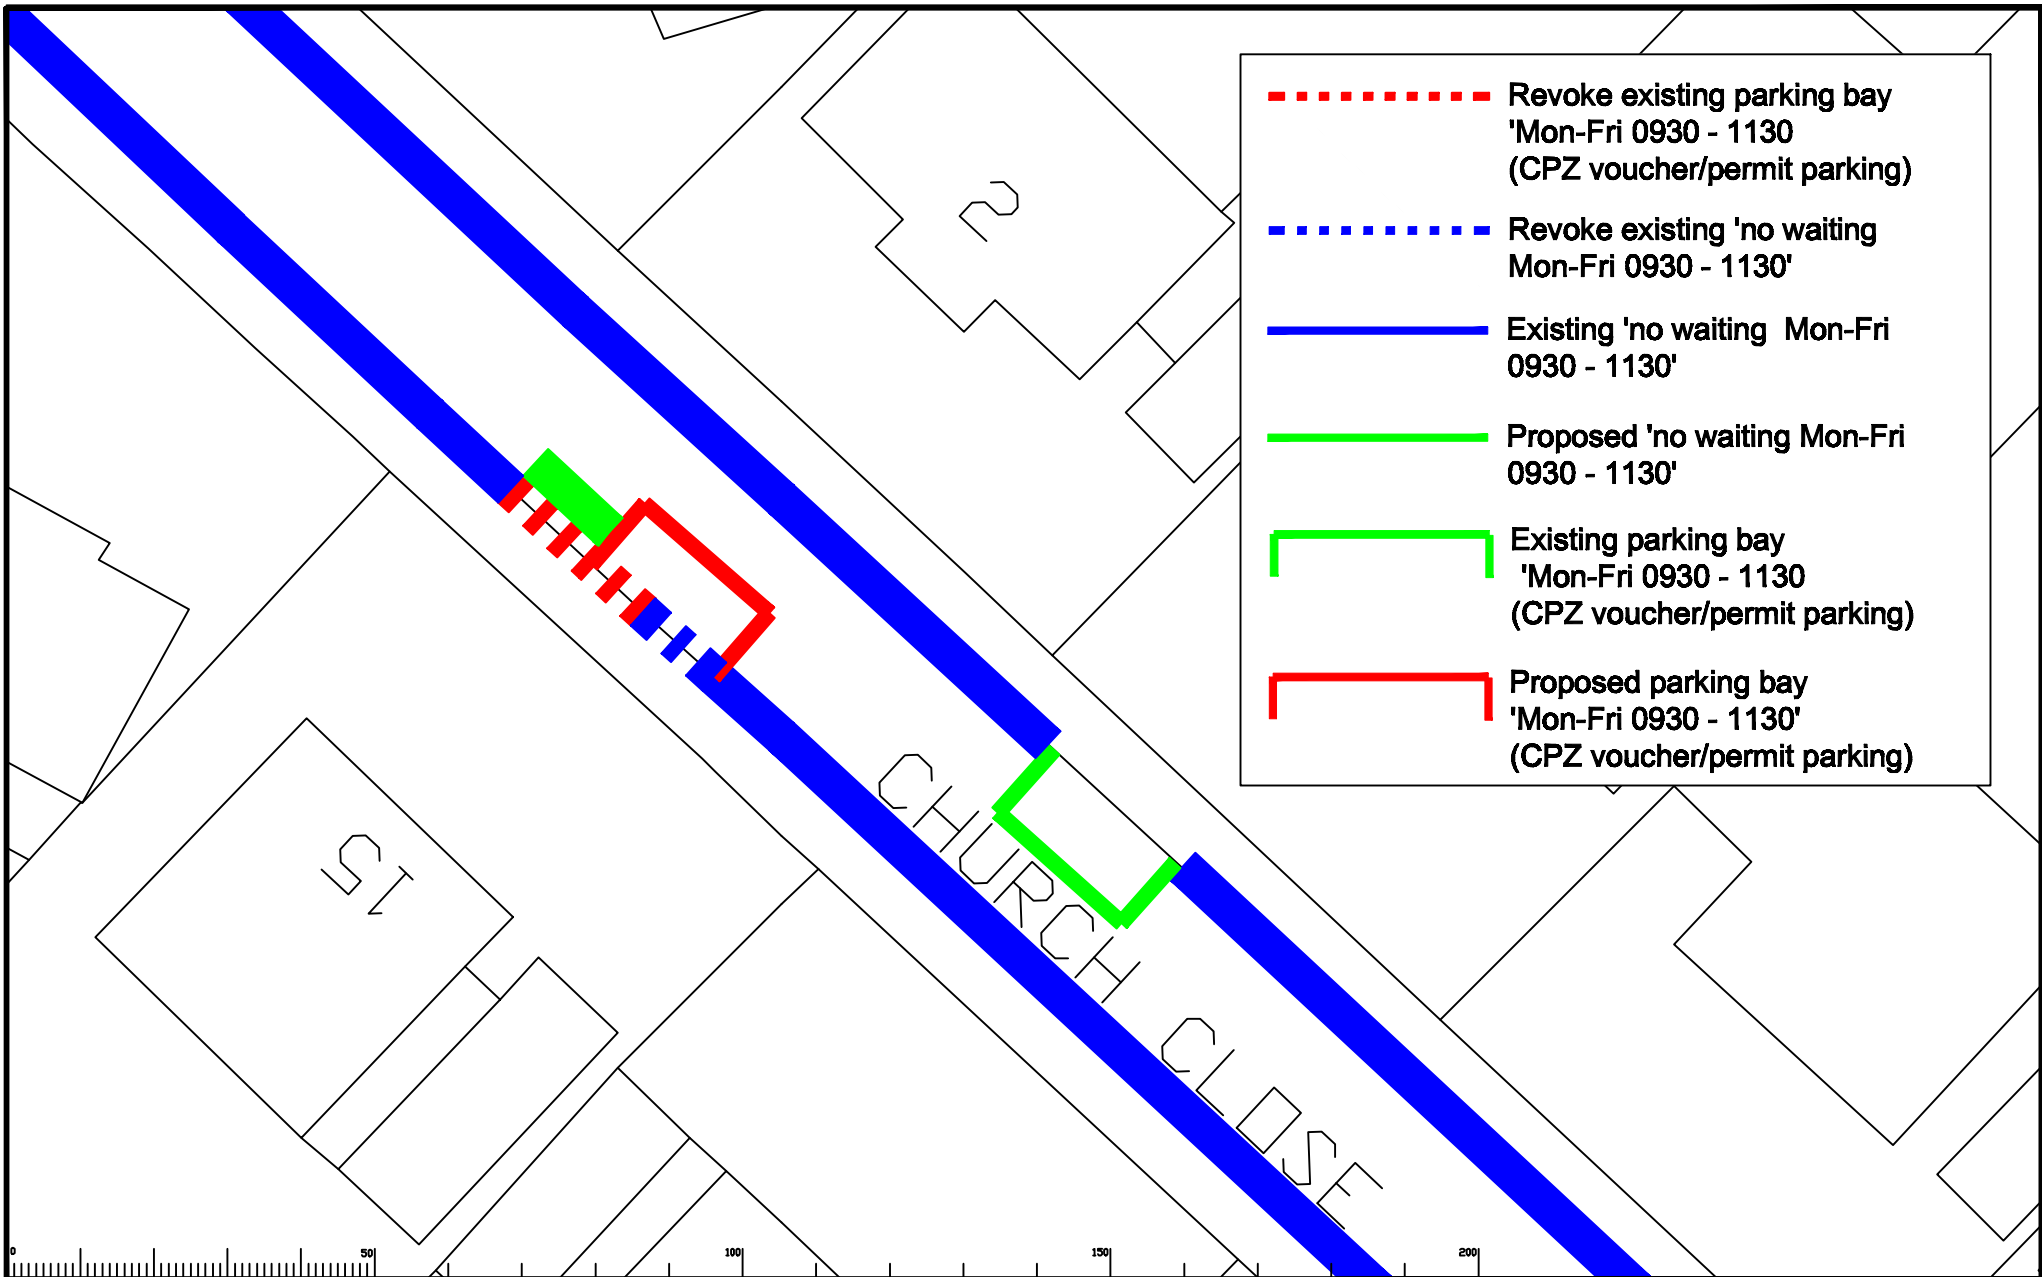 Revoke existing parking bay
'Mon-Fri 0930 - 1130
(CPZ voucher/permit parking)
Revoke existing 'no waiting
Mon-Fri 0930 - 1130'
Existing 'no waiting  Mon-Fri
0930 - 1130'
Proposed 'no waiting Mon-Fri
0930 - 1130'
Existing parking bay
'Mon-Fri 0930 - 1130
(CPZ voucher/permit parking)
Proposed parking bay
'Mon-Fri 0930 - 1130'
(CPZ voucher/permit parking)
2
15
CHURCH CLOSE
0 50 100 150 200